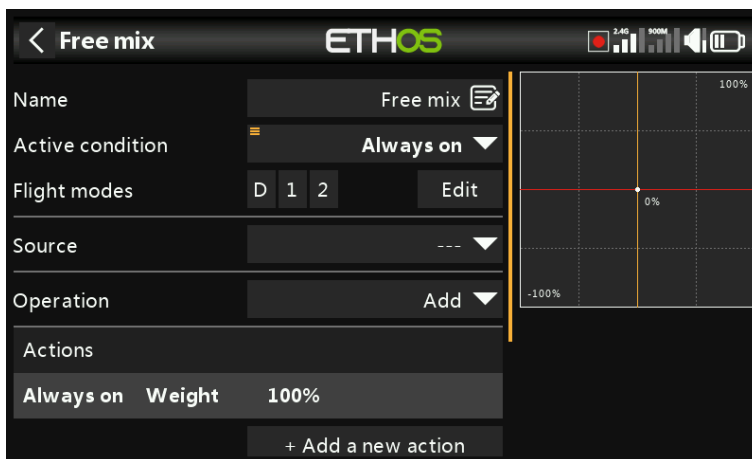 Free mix ETHOS 2.4G 900M
Name Free mix
100%
Active condition Always on
Flight modes D 1 2 Edit
0%
Source ---
Operation Add
-100%
Actions
Always on Weight 100%
+ Add a new action